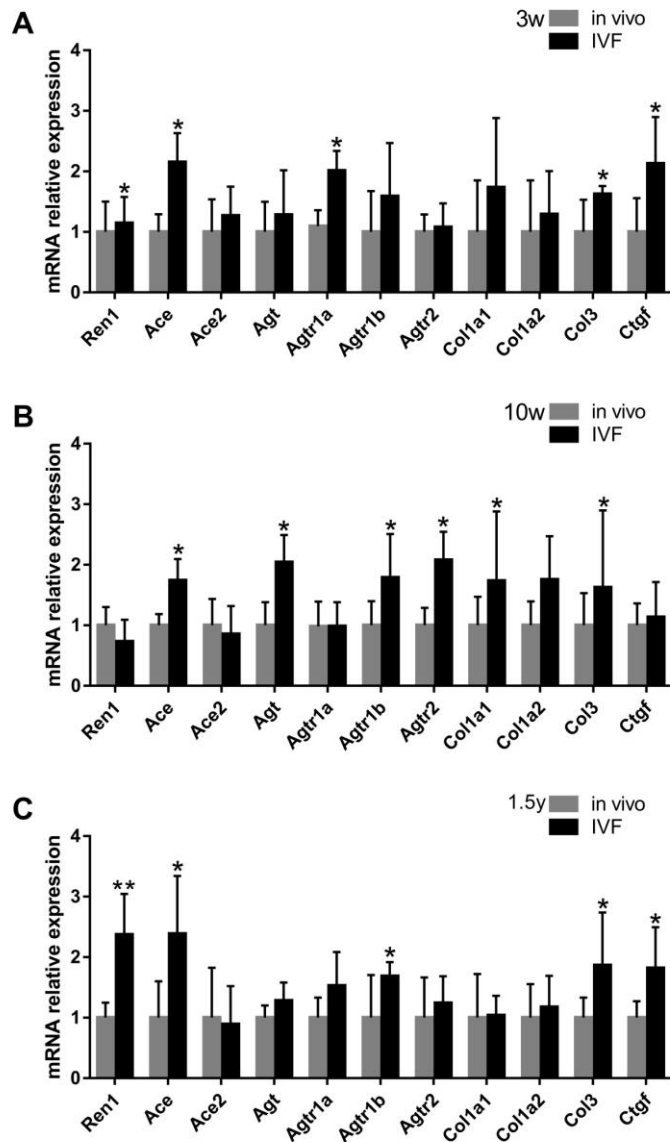 A
3w in vivo
IVF
mRNA relative expression
4
3
2
1
0
* * * * *
Ren1 Ace Ace2 Agt Agtr1a Agtr1b Agtr2 Col1a1 Col1a2 Col3 Ctgf
B
10w in vivo
IVF
mRNA relative expression
4
3
2
1
0
* * * * * *
Ren1 Ace Ace2 Agt Agtr1a Agtr1b Agtr2 Col1a1 Col1a2 Col3 Ctgf
C
1.5y in vivo
IVF
mRNA relative expression
4
3
2
1
0
** * * * *
Ren1 Ace Ace2 Agt Agtr1a Agtr1b Agtr2 Col1a1 Col1a2 Col3 Ctgf